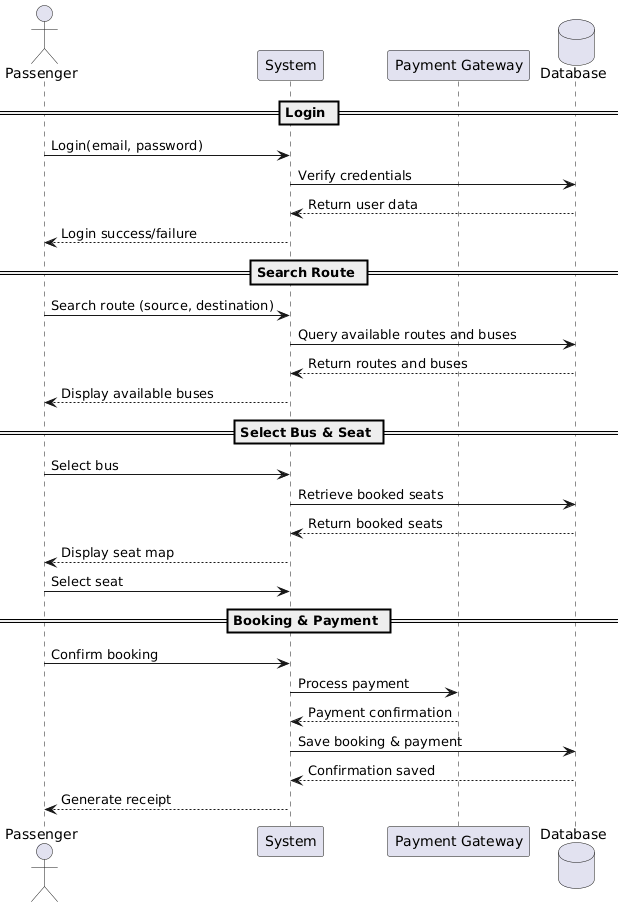 Passenger
System
Payment Gateway
Database
Login
Login(email, password)
Verify credentials
Return user data
Login success/failure
Search Route
Search route (source, destination)
Query available routes and buses
Return routes and buses
Display available buses
Select Bus & Seat
Select bus
Retrieve booked seats
Return booked seats
Display seat map
Select seat
Booking & Payment
Confirm booking
Process payment
Payment confirmation
Save booking & payment
Confirmation saved
Generate receipt
Passenger
System
Payment Gateway
Database